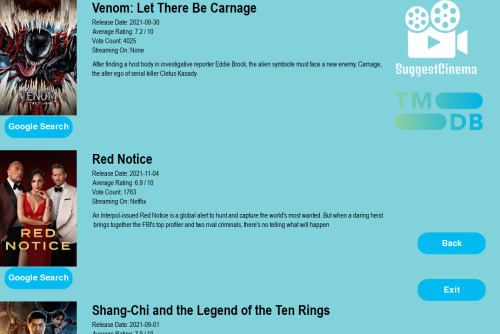 Venom: Let There Be Carnage
Release Date: 2021-09-30
Average Rating: 7.2 / 10
Vote Count: 4025
Streaming On: None
After finding a host body in investigative reporter Eddie Brock, the alien symbiote must face a new enemy, Carnage,
the alter ego of serial killer Cletus Kasady
VENOM
Google Search
SuggestCinema
TM
DB
Red Notice
Release Date: 2021-11-04
Average Rating: 6.9 / 10
Vote Count: 1763
Streaming On: Netflix
An Interpol-issued Red Notice is a global alert to hunt and capture the world's most wanted. But when a daring heist
brings together the FBI's top profiler and two rival criminals, there's no telling what will happen
RED
NOTICE
Google Search
Back
Exit
Shang-Chi and the Legend of the Ten Rings
Release Date: 2021-09-01